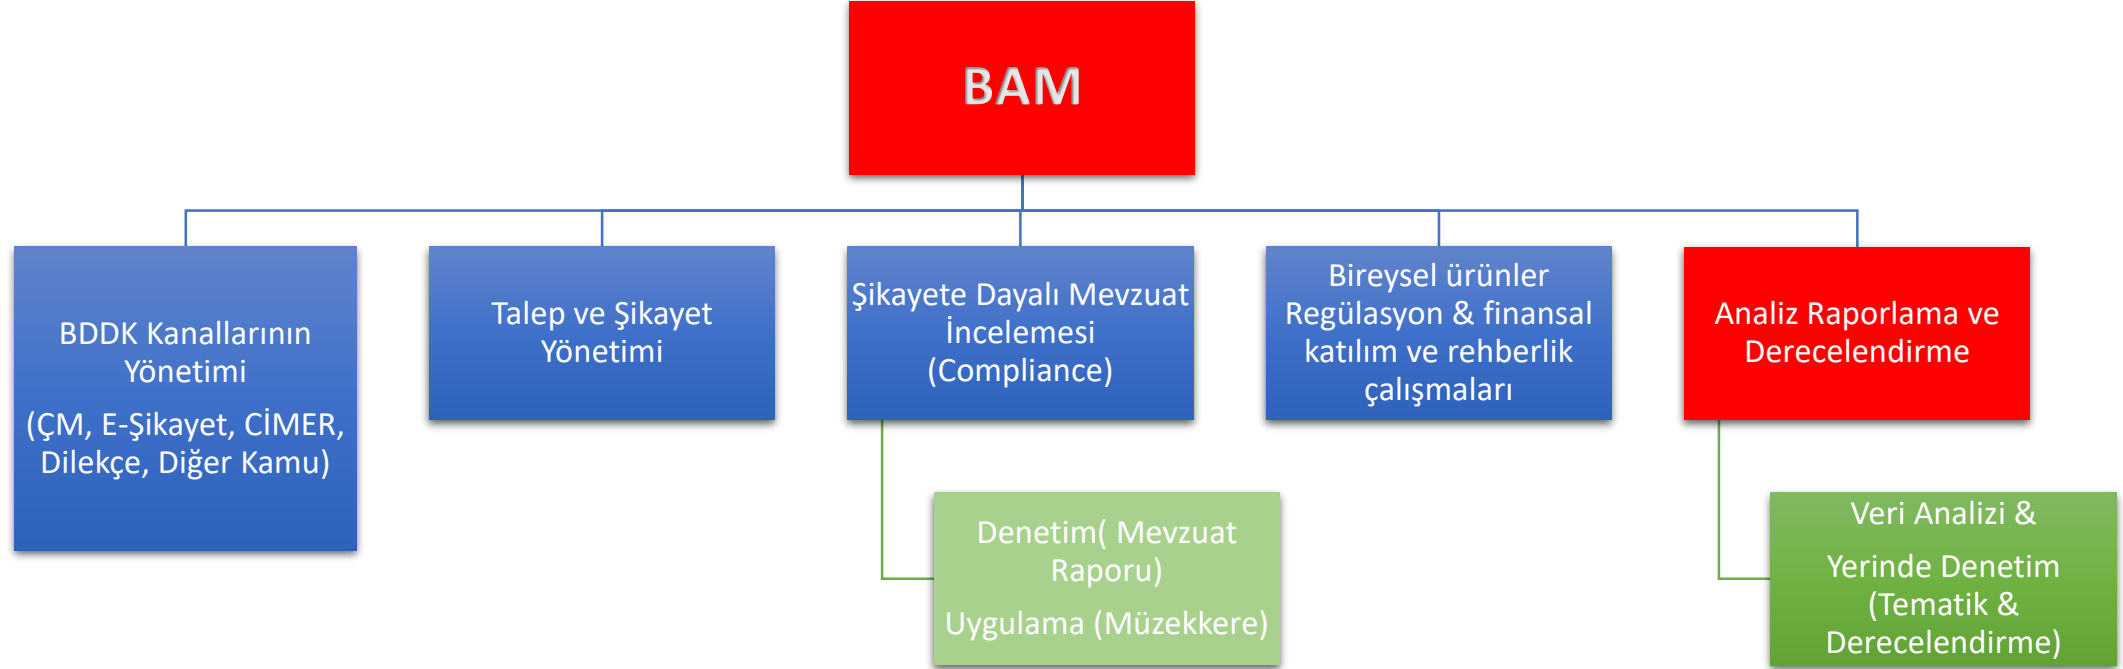 BAM
BDDK Kanallarının
Yönetimi
(ÇM, E-Şikayet, CİMER,
Dilekçe, Diğer Kamu)
Talep ve Şikayet
Yönetimi
Şikayete Dayalı Mevzuat
İncelemesi
(Compliance)
Denetim( Mevzuat
Raporu)
Uygulama (Müzekkere)
Bireysel ürünler
Regülasyon & finansal
katılım ve rehberlik
çalışmaları
Analiz Raporlama ve
Derecelendirme
Veri Analizi &
Yerinde Denetim
(Tematik &
Derecelendirme)